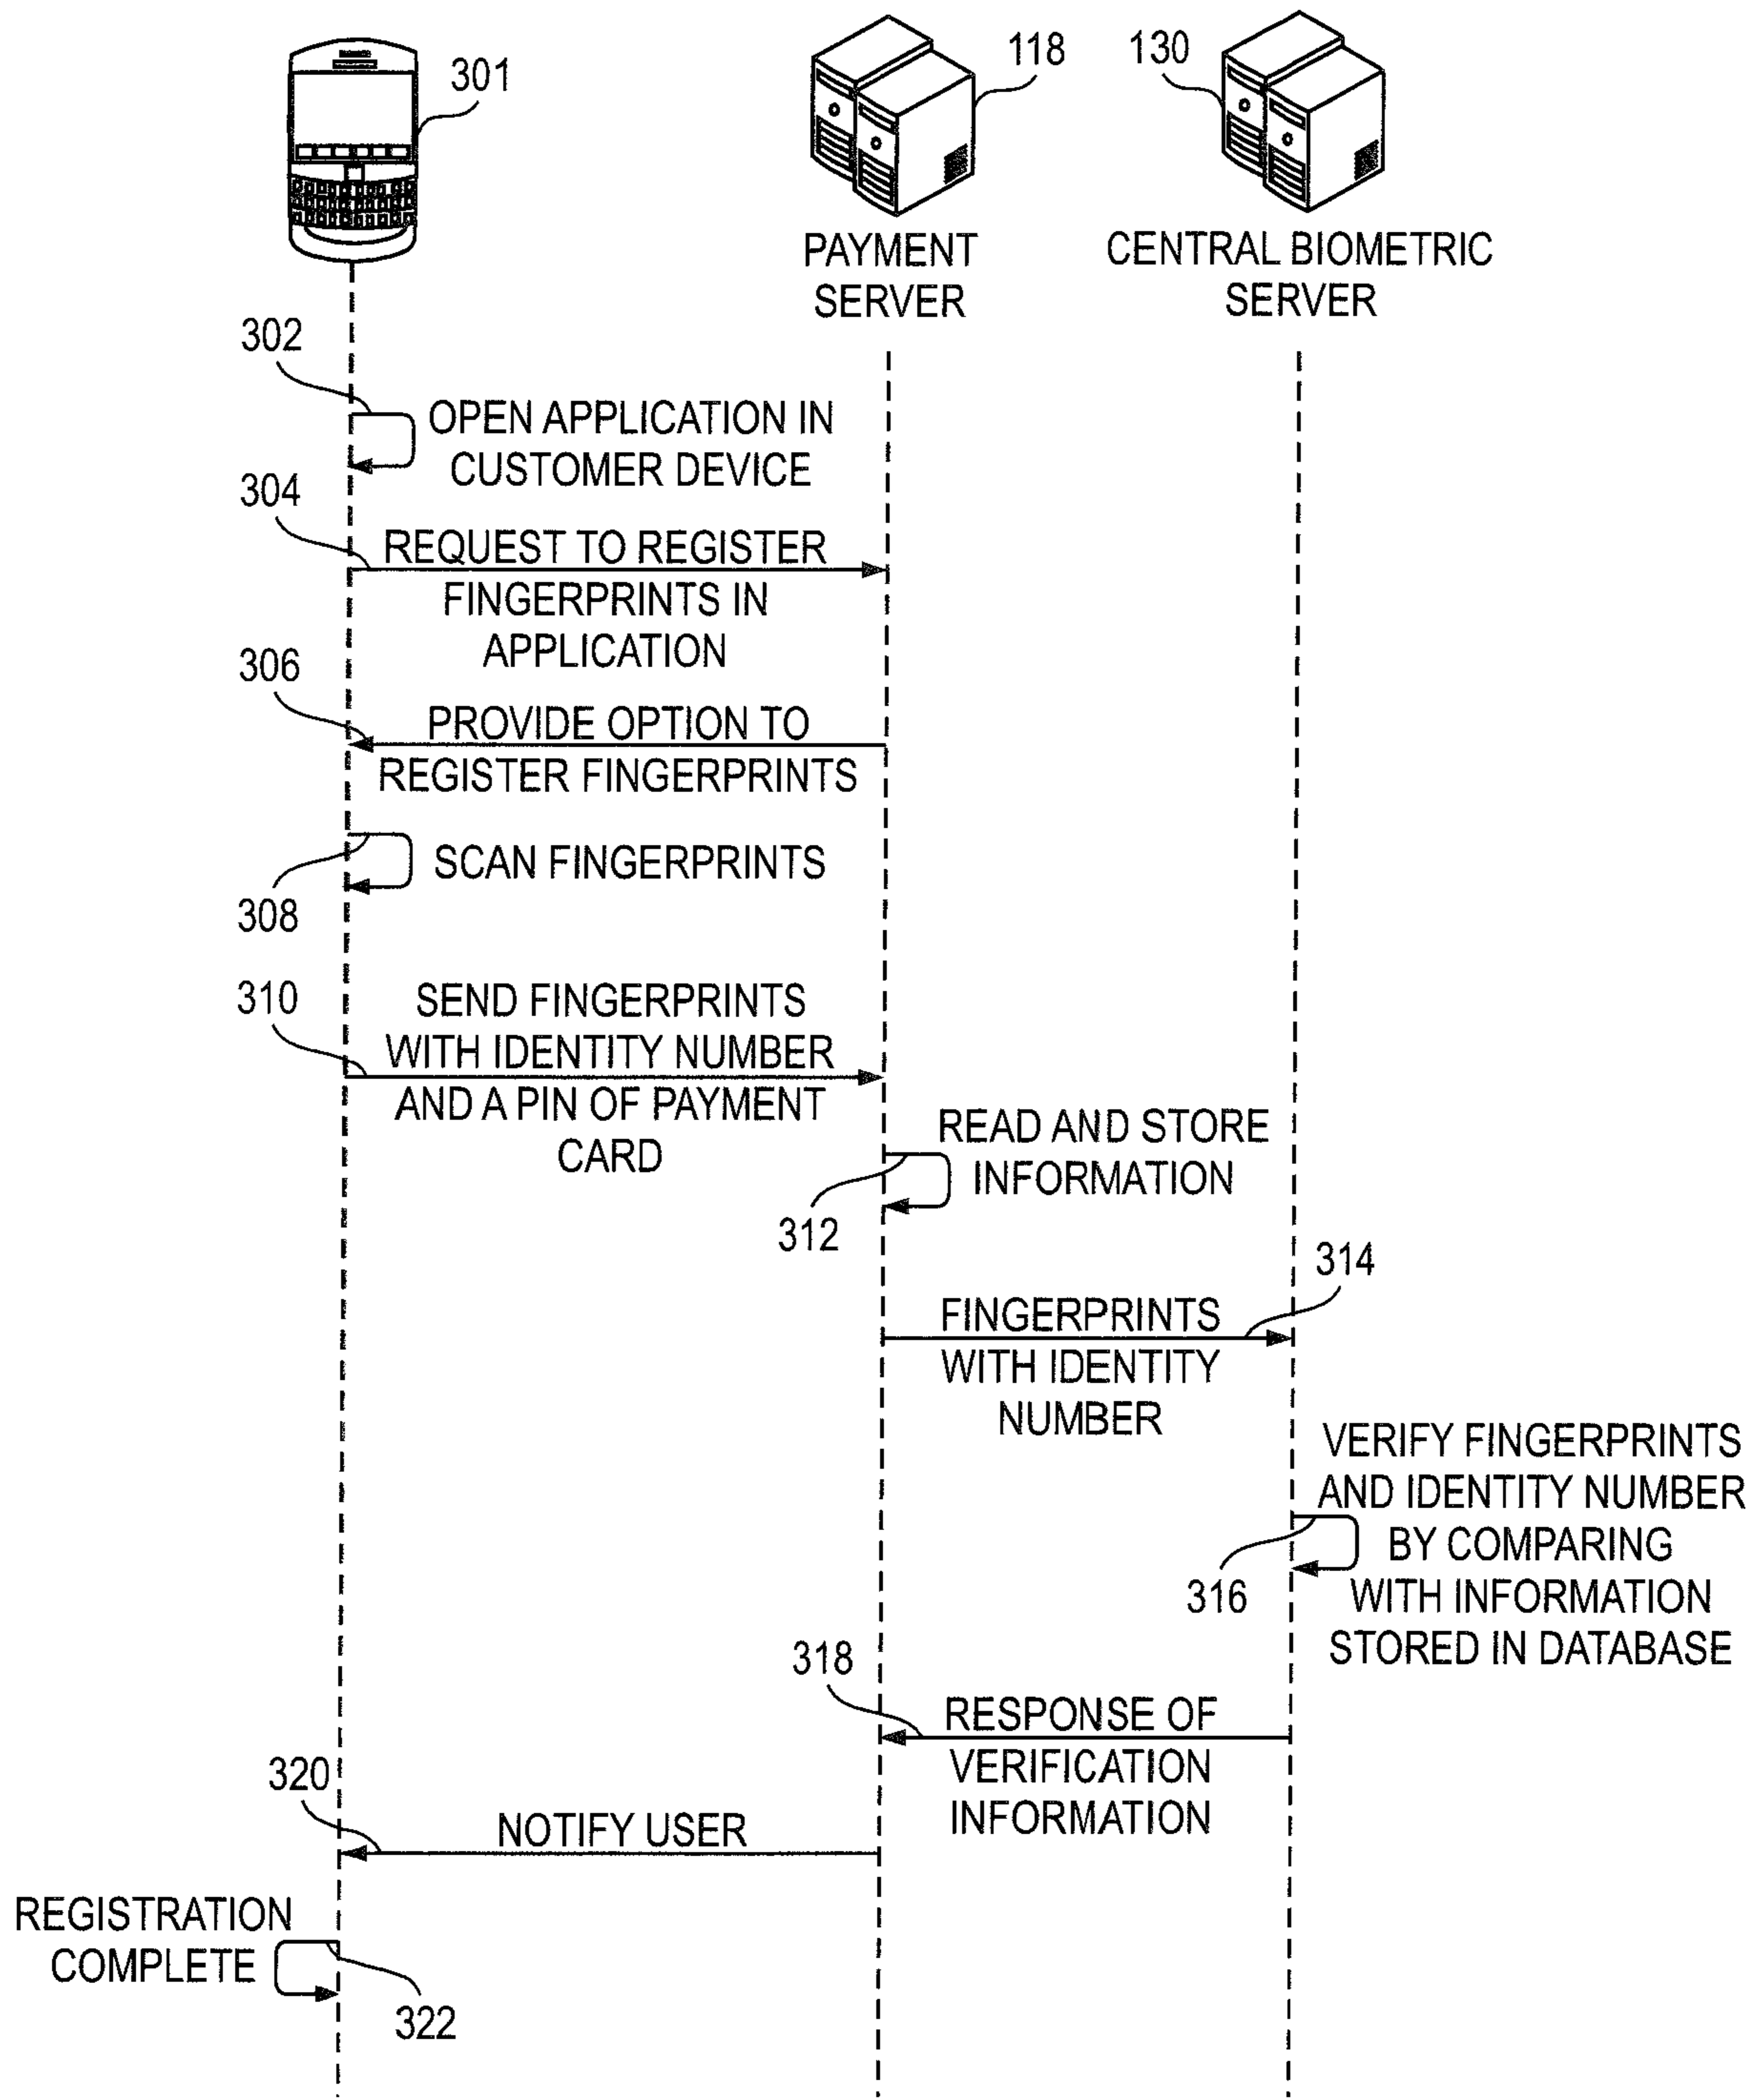 301
118
130
PAYMENT
SERVER
CENTRAL BIOMETRIC
SERVER
302
OPEN APPLICATION IN
CUSTOMER DEVICE
304
REQUEST TO REGISTER
FINGERPRINTS IN
APPLICATION
306
PROVIDE OPTION TO
REGISTER FINGERPRINTS
SCAN FINGERPRINTS
308
310
SEND FINGERPRINTS
WITH IDENTITY NUMBER
AND A PIN OF PAYMENT
CARD
READ AND STORE
INFORMATION
312
314
FINGERPRINTS
WITH IDENTITY
NUMBER
VERIFY FINGERPRINTS
AND IDENTITY NUMBER
BY COMPARING
WITH INFORMATION
STORED IN DATABASE
316
318
RESPONSE OF
VERIFICATION
INFORMATION
320
NOTIFY USER
REGISTRATION
COMPLETE
322